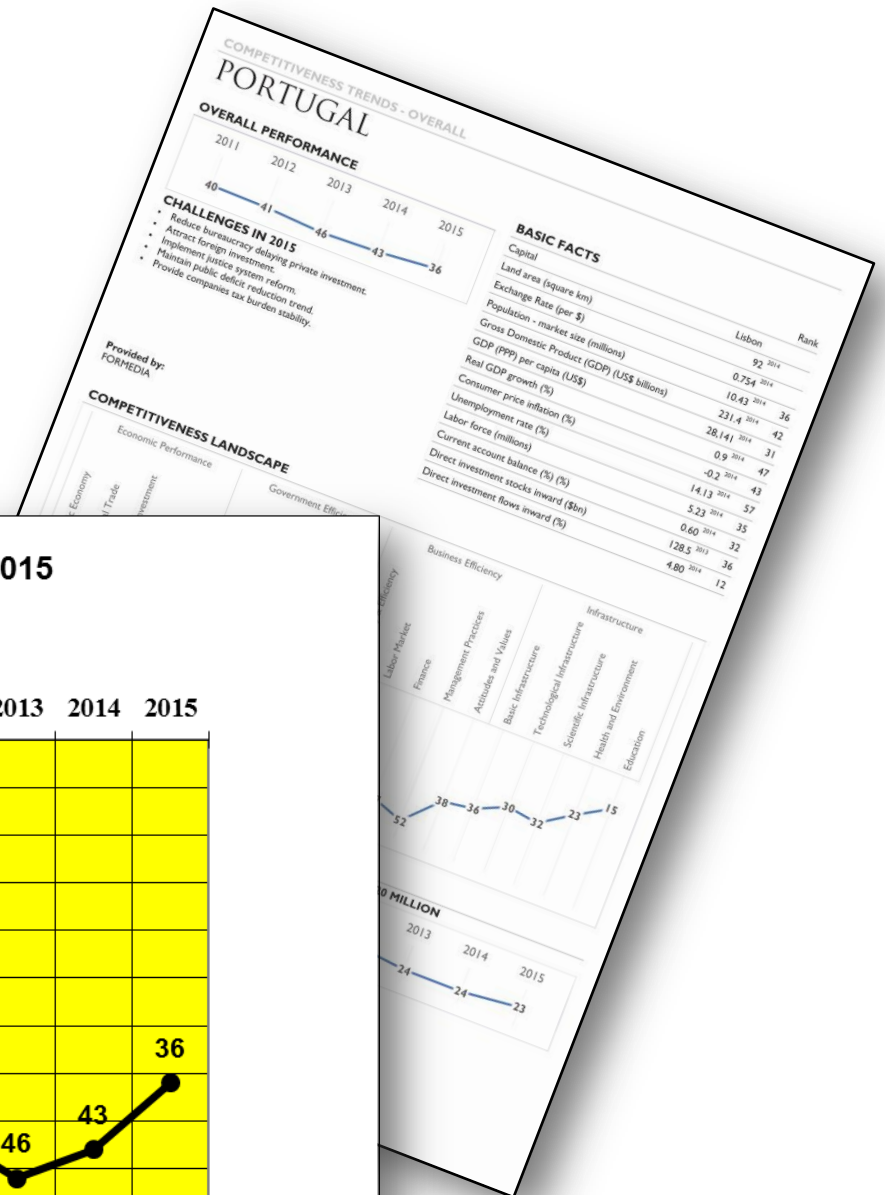 COMPETITIVENESS TRENDS - OVERALL
PORTUGAL
OVERALL PERFORMANCE
2011 2012 2013 2014 2015
40 41 46 43 36
CHALLENGES IN 2015
• Reduce bureaucracy delaying private investment.
• Attract foreign investment.
• Implement justice system reform.
• Maintain public deficit reduction trend.
• Provide companies tax burden stability.
Provided by:
FORMEDIA
BASIC FACTS
Rank
Capital Lisbon
Land area (square km) 92 2014
Exchange Rate (per $) 0.754 2014
Population - market size (millions) 10.43 2014 36
Gross Domestic Product (GDP) (US$ billions) 231.4 2014 42
GDP (PPP) per capita (US$) 28,141 2014 31
Real GDP growth (%) 0.9 2014 47
Consumer price inflation (%) -0.2 2014 43
Unemployment rate (%) 14.13 2014 57
Labor force (millions) 5.23 2014 35
Current account balance (%) (%) 0.60 2014 32
Direct investment stocks inward ($bn) 128.5 2013 36
Direct investment flows inward (%) 4.80 2014 12
COMPETITIVENESS LANDSCAPE
Economic Performance
Economy
Trade
Government
Business Efficiency
Efficiency
Labor Market
Finance
Management Practices
Attitudes and Values
Infrastructure
Basic Infrastructure
Technological Infrastructure
Scientific Infrastructure
Health and Environment
Education
52 38 36 30 32 23 15
MILLION
2013 2014 2015
24 24 23
015
2013 2014 2015
46 43 36